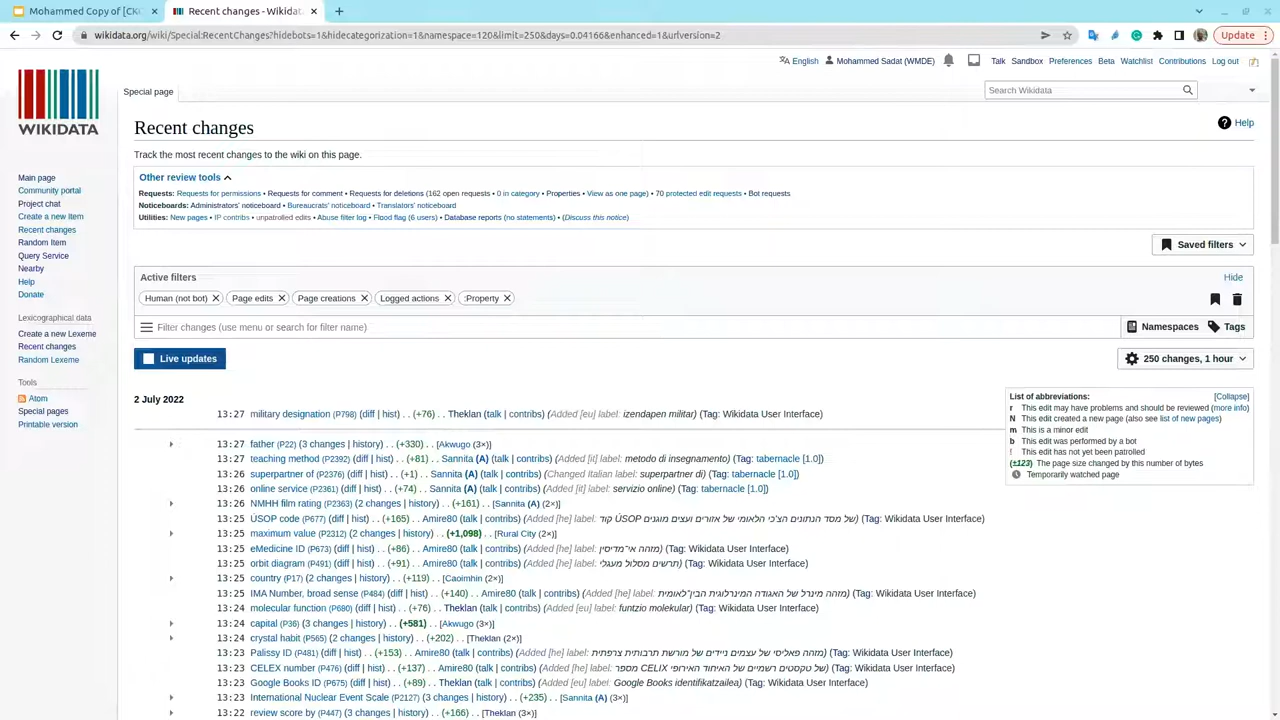 Mohammed Copy of [CKC
Recent changes - Wikidata
wikidata.org/wiki/Special:RecentChanges?hidebots=1&hidecategorization=1&namespace=120&limit=250&days=0.04166&enhanced=1&urlversion=2
Update
English Mohammed Sadat (WMDE) Talk Sandbox Preferences Beta Watchlist Contributions Log out
Special page
Search Wikidata
WIKIDATA
Recent changes
Help
Track the most recent changes to the wiki on this page.
Other review tools
Requests: Requests for permissions • Requests for comment • Requests for deletions (162 open requests • 0 in category • Properties • View as one page) • 70 protected edit requests • Bot requests
Noticeboards: Administrators' noticeboard • Bureaucrats' noticeboard • Translators' noticeboard
Utilities: New pages • IP contribs • unpatrolled edits • Abuse filter log • Flood flag (6 users) • Database reports (no statements) • (Discuss this notice)
Main page
Community portal
Project chat
Create a new Item
Recent changes
Random Item
Query Service
Nearby
Help
Donate
Lexicographical data
Create a new Lexeme
Recent changes
Random Lexeme
Tools
Atom
Special pages
Printable version
Saved filters
Active filters
Hide
Human (not bot) Page edits Page creations Logged actions :Property
Filter changes (use menu or search for filter name)
Namespaces Tags
Live updates
250 changes, 1 hour
List of abbreviations: [Collapse]
r This edit may have problems and should be reviewed (more info)
N This edit created a new page (also see list of new pages)
m This is a minor edit
b This edit was performed by a bot
! This edit has not yet been patrolled
(±123) The page size changed by this number of bytes
Temporarily watched page
2 July 2022
13:27 military designation (P798) (diff | hist) . . (+76) Theklan (talk | contribs) (Added [eu] label: izendapen militar) (Tag: Wikidata User Interface)
13:27 father (P22) (3 changes | history) . . (+330) . . [Akwugo (3×)]
13:27 teaching method (P2392) (diff | hist) . . (+81) . . Sannita (A) (talk | contribs) (Added [it] label: metodo di insegnamento) (Tag: tabernacle [1.0])
13:26 superpartner of (P2376) (diff | hist) . . (+1) . . Sannita (A) (talk | contribs) (Changed Italian label: superpartner di) (Tag: tabernacle [1.0])
13:26 online service (P2361) (diff | hist) . . (+74) . . Sannita (A) (talk | contribs) (Added [it] label: servizio online) (Tag: tabernacle [1.0])
13:26 NMHH film rating (P2363) (2 changes | history) . . (+161) . . [Sannita (A) (2×)]
13:25 ÚSOP code (P677) (diff | hist) . . (+165) . . Amire80 (talk | contribs) (Added [he] label: קוד ÚSOP של מסד הנתונים הצ'כי הלאומי של אזורים ועצים מוגנים) (Tag: Wikidata User Interface)
13:25 maximum value (P2312) (2 changes | history) . . (+1,098) . . [Rural City (2×)]
13:25 eMedicine ID (P673) (diff | hist) . . (+86) . . Amire80 (talk | contribs) (Added [he] label: מזהה אי־מדיסין) (Tag: Wikidata User Interface)
13:25 orbit diagram (P491) (diff | hist) . . (+91) . . Amire80 (talk | contribs) (Added [he] label: תרשים מסלול מעגלי) (Tag: Wikidata User Interface)
13:25 country (P17) (2 changes | history) . . (+119) . . [Caoimhin (2×)]
13:25 IMA Number, broad sense (P484) (diff | hist) . . (+140) . . Amire80 (talk | contribs) (Added [he] label: מזהה מינרל של האגודה המינרלוגית הבין־לאומית) (Tag: Wikidata User Interface)
13:24 molecular function (P680) (diff | hist) . . (+76) . . Theklan (talk | contribs) (Added [eu] label: funtzio molekular) (Tag: Wikidata User Interface)
13:24 capital (P36) (3 changes | history) . . (+581) . . [Akwugo (3×)]
13:24 crystal habit (P565) (2 changes | history) . . (+202) . . [Theklan (2×)]
13:23 Palissy ID (P481) (diff | hist) . . (+153) . . Amire80 (talk | contribs) (Added [he] label: מזהה פאליסי של עצמים ניידים של מורשת תרבותית צרפתית) (Tag: Wikidata User Interface)
13:23 CELEX number (P476) (diff | hist) . . (+137) . . Amire80 (talk | contribs) (Added [he] label: מספר CELIX של טקסטים רשמיים של האיחוד האירופי) (Tag: Wikidata User Interface)
13:23 Google Books ID (P675) (diff | hist) . . (+89) . . Theklan (talk | contribs) (Added [eu] label: Google Books identifikatzailea) (Tag: Wikidata User Interface)
13:23 International Nuclear Event Scale (P2127) (3 changes | history) . . (+235) . . [Sannita (A) (3×)]
13:22 review score by (P447) (3 changes | history) . . (+166) . . [Theklan (3×)]